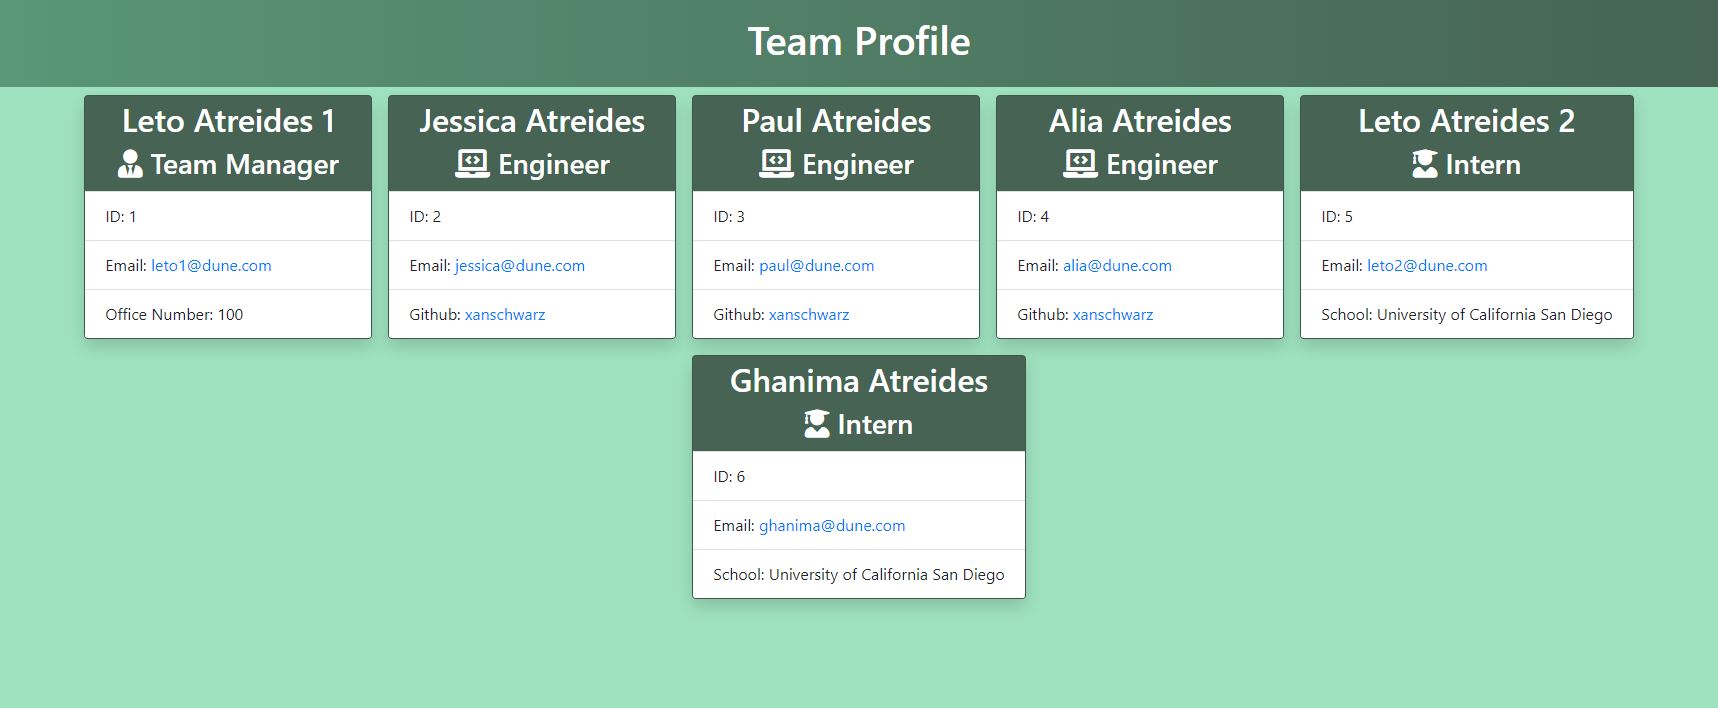 Team Profile
Leto Atreides 1
Team Manager
ID: 1
Email: leto1@dune.com
Office Number: 100
Jessica Atreides
Engineer
ID: 2
Email: jessica@dune.com
Github: xanschwarz
Paul Atreides
Engineer
ID: 3
Email: paul@dune.com
Github: xanschwarz
Alia Atreides
Engineer
ID: 4
Email: alia@dune.com
Github: xanschwarz
Leto Atreides 2
Intern
ID: 5
Email: leto2@dune.com
School: University of California San Diego
Ghanima Atreides
Intern
ID: 6
Email: ghanima@dune.com
School: University of California San Diego